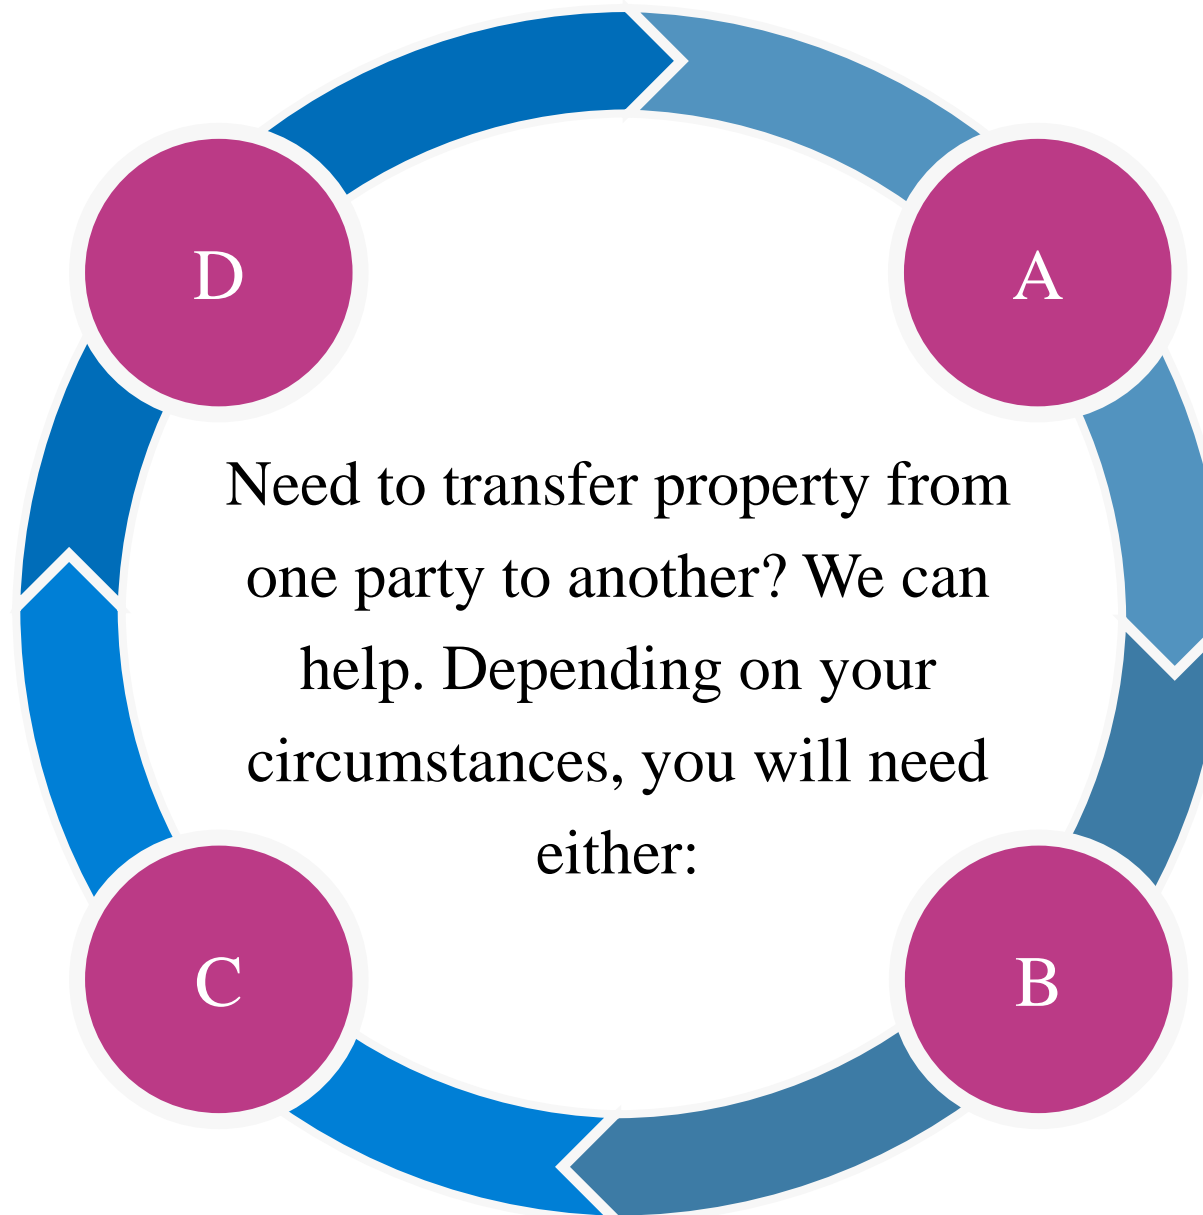 D
A
Need to transfer property from
one party to another? We can
help. Depending on your
circumstances, you will need
either:
C
B